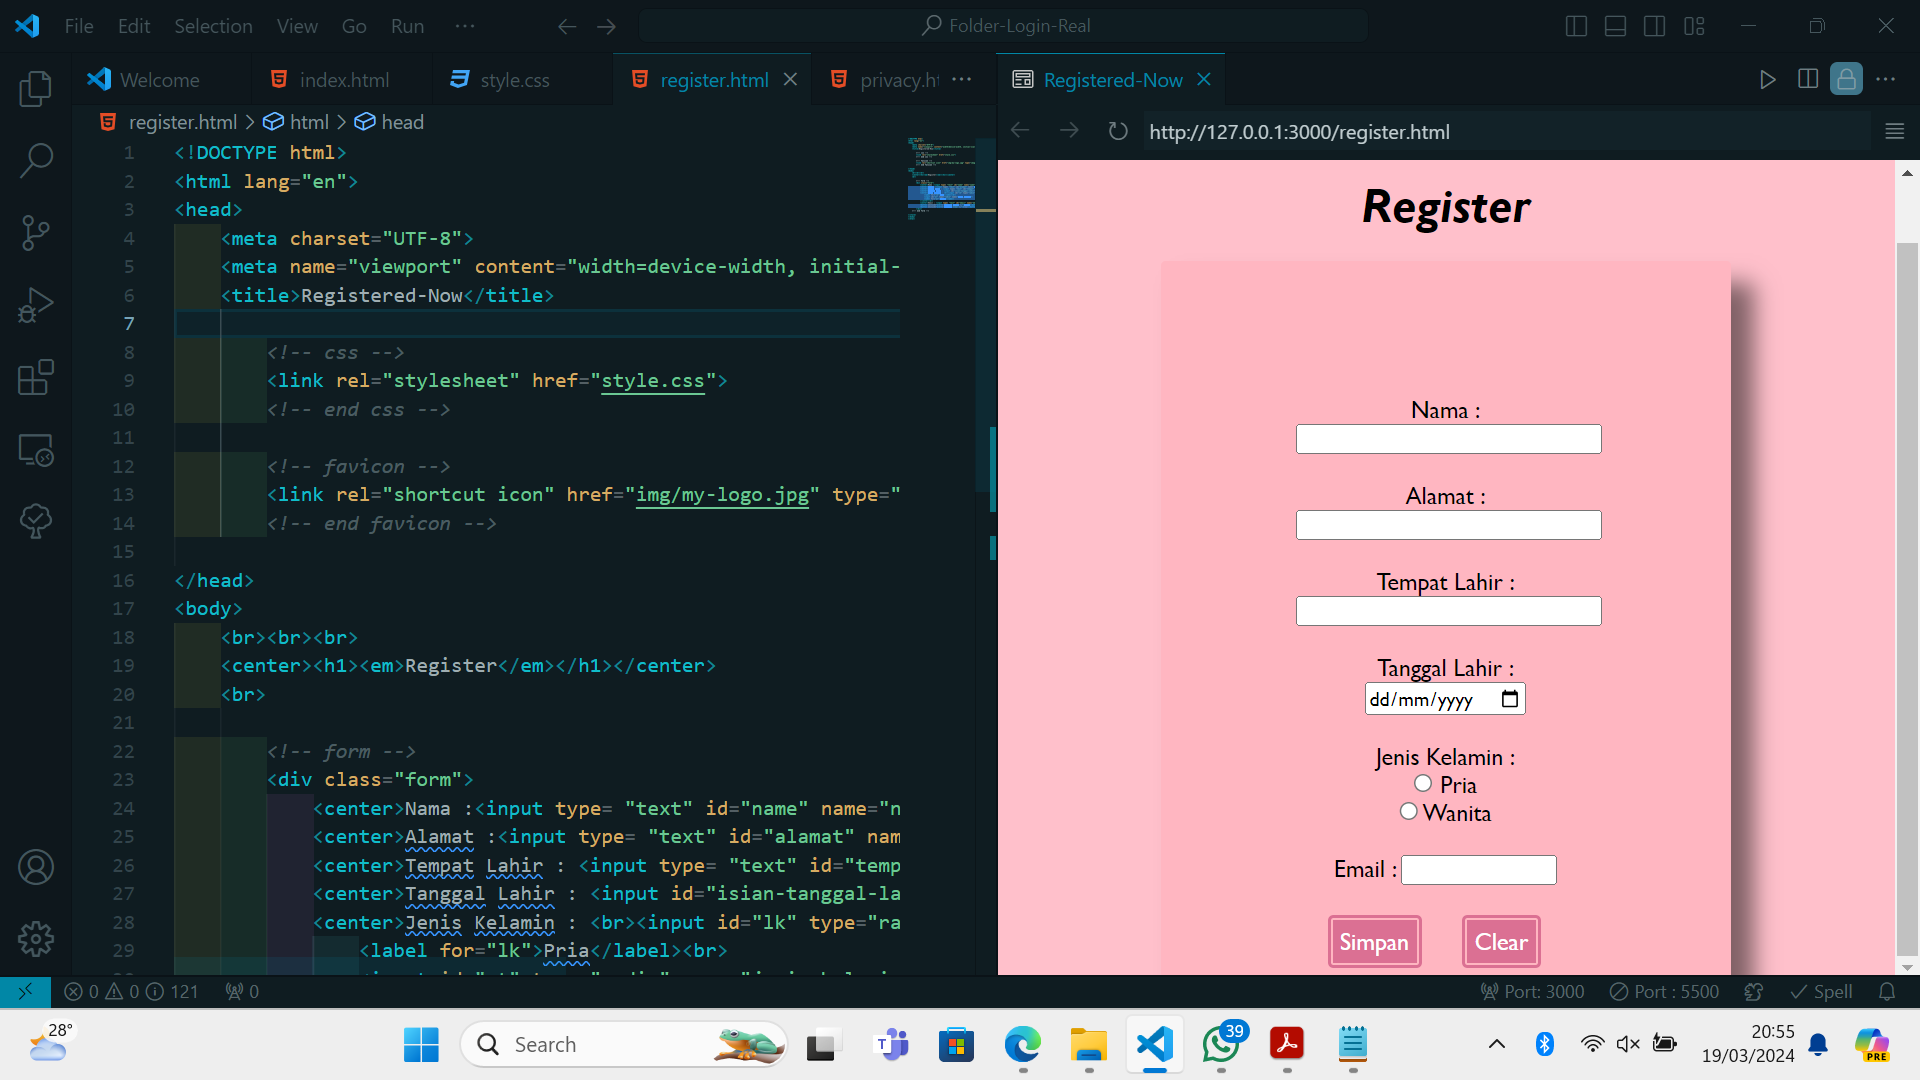 File Edit Selection View Go Run ··· Folder-Login-Real
Welcome index.html style.css register.html privacy.ht ···
register.html > html > head
1 <!DOCTYPE html>
2 <html lang="en">
3 <head>
4 <meta charset="UTF-8">
5 <meta name="viewport" content="width=device-width, initial-
6 <title>Registered-Now</title>
7
8 <!-- css -->
9 <link rel="stylesheet" href="style.css">
10 <!-- end css -->
11
12 <!-- favicon -->
13 <link rel="shortcut icon" href="img/my-logo.jpg" type="
14 <!-- end favicon -->
15
16 </head>
17 <body>
18 <br><br><br>
19 <center><h1><em>Register</em></h1></center>
20 <br>
21
22 <!-- form -->
23 <div class="form">
24 <center>Nama :<input type= "text" id="name" name="n
25 <center>Alamat :<input type= "text" id="alamat" nam
26 <center>Tempat Lahir : <input type= "text" id="temp
27 <center>Tanggal Lahir : <input id="isian-tanggal-la
28 <center>Jenis Kelamin : <br><input id="lk" type="ra
29 <label for="lk">Pria</label><br>
Registered-Now
http://127.0.0.1:3000/register.html
Register
Nama :
Alamat :
Tempat Lahir :
Tanggal Lahir :
dd/mm/yyyy
Jenis Kelamin :
Pria
Wanita
Email :
Simpan Clear
0 0 121 0 Port: 3000 Port : 5500 Spell
28° Search 39 20:55
19/03/2024
PRE